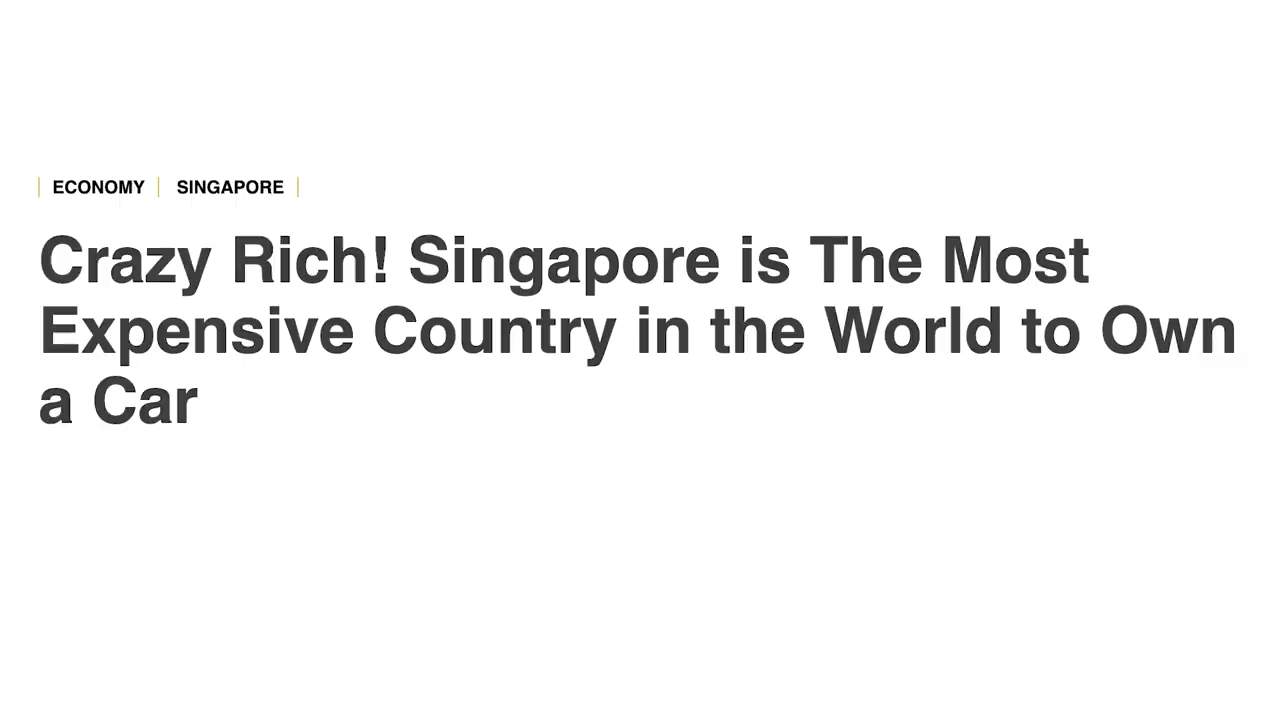 ECONOMY SINGAPORE
Crazy Rich! Singapore is The Most
Expensive Country in the World to Own
a Car